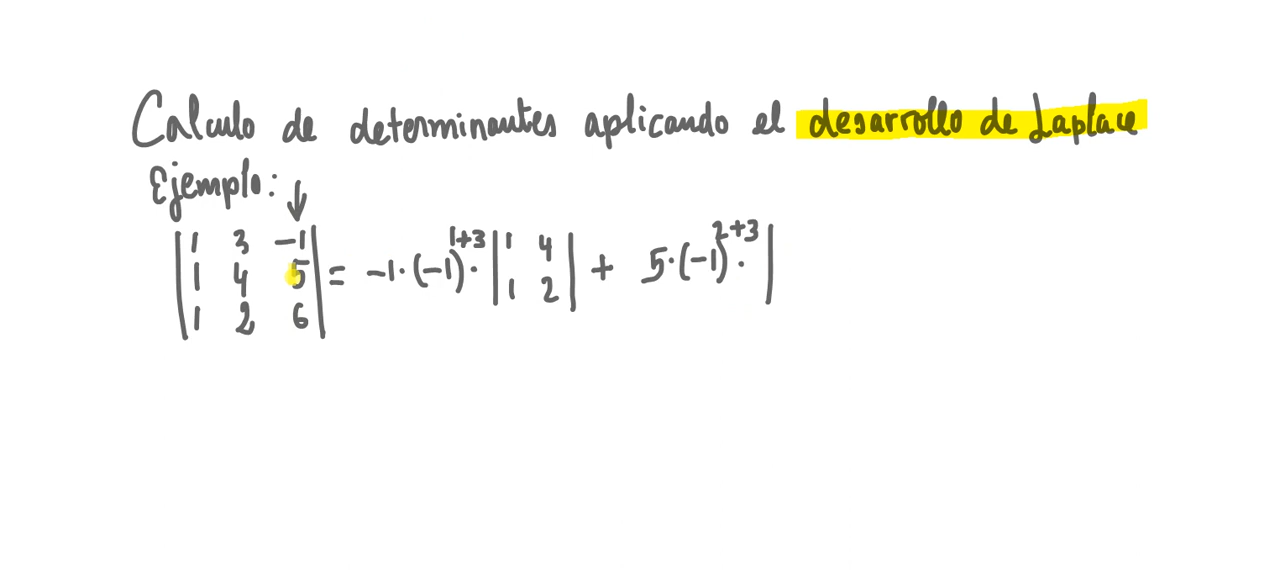 Calculo de determinantes aplicando el desarrollo de Laplace
Ejemplo: ↓
|1 3 -1|
|1 4 5| = -1·(-1)^{1+3}·|1 4; 1 2| + 5·(-1)^{2+3}·|
|1 2 6|